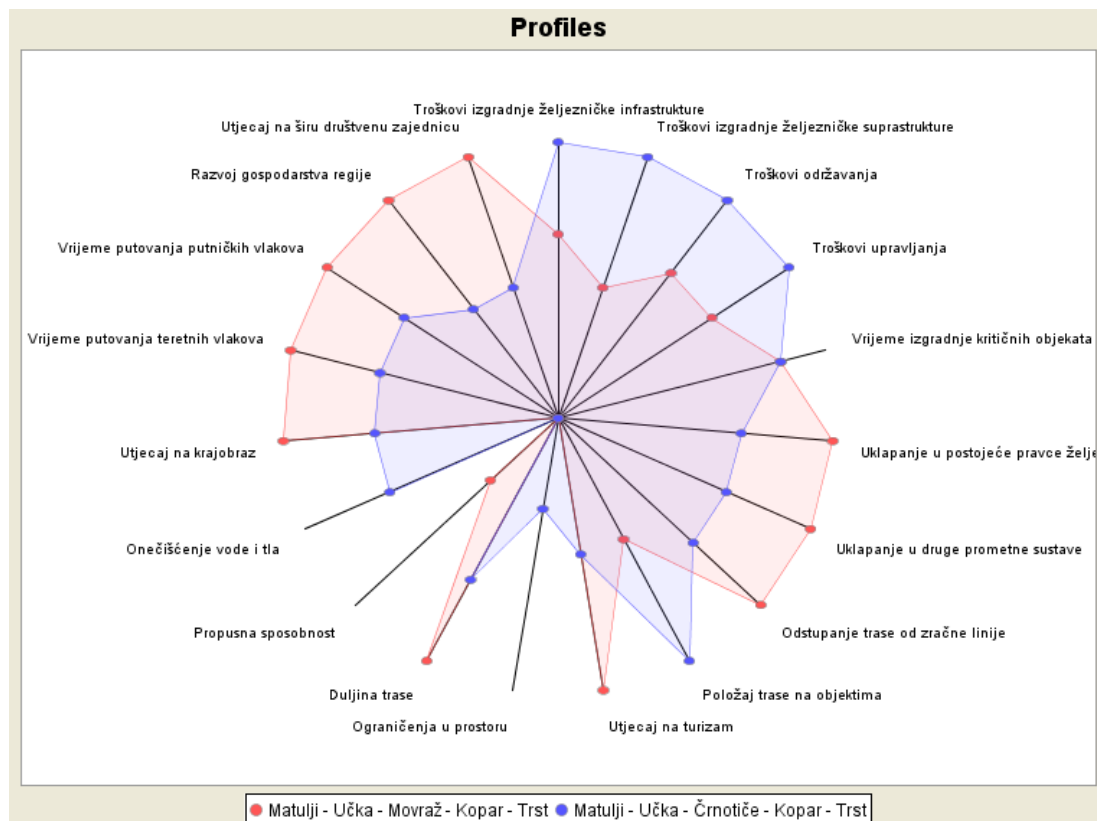 Profiles
Troškovi izgradnje željezničke infrastrukture
Utjecaj na širu društvenu zajednicu
Troškovi izgradnje željezničke suprastrukture
Razvoj gospodarstva regije
Troškovi održavanja
Vrijeme putovanja putničkih vlakova
Troškovi upravljanja
Vrijeme putovanja teretnih vlakova
Vrijeme izgradnje kritičnih objekata
Utjecaj na krajobraz
Uklapanje u postojeće pravce želje
Onečišćenje vode i tla
Uklapanje u druge prometne sustave
Propusna sposobnost
Odstupanje trase od zračne linije
Duljina trase
Položaj trase na objektima
Ograničenja u prostoru
Utjecaj na turizam
Matulji - Učka - Movraž - Kopar - Trst
Matulji - Učka - Črnotiče - Kopar - Trst